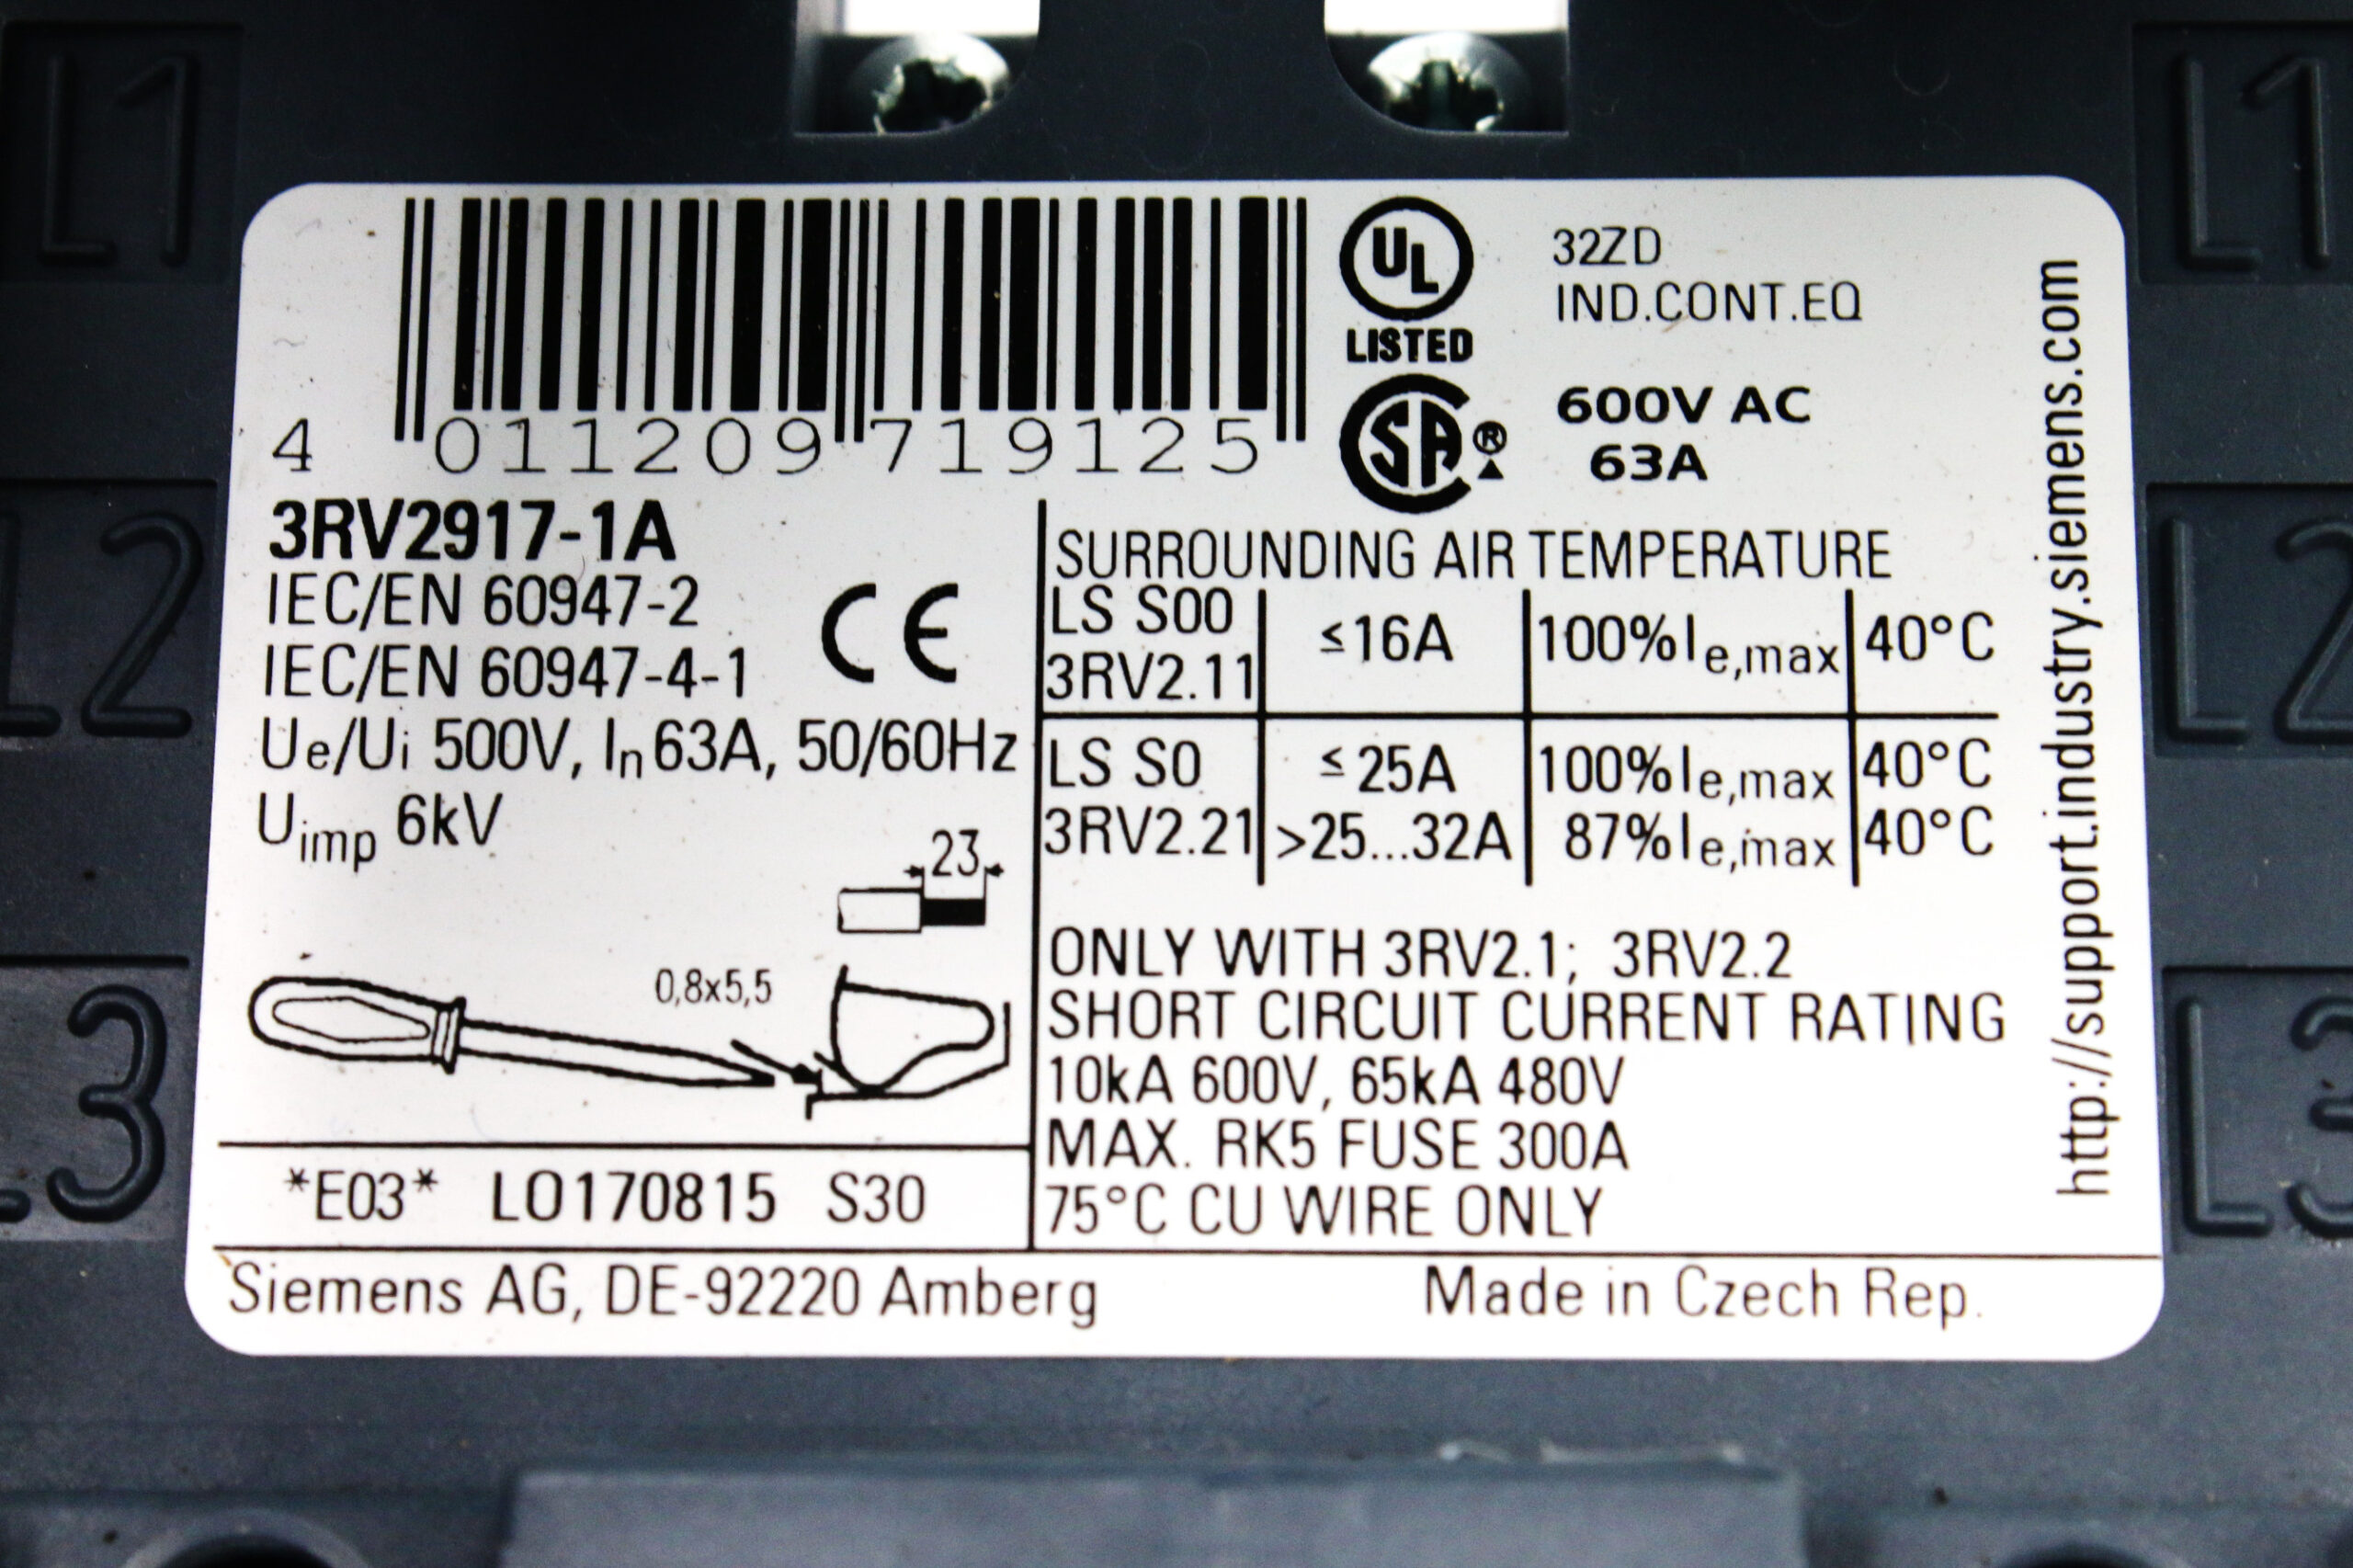 L1
L1
L2
L2
L3
L3
4 011209 719125
UL
LISTED
32ZD
IND.CONT.EQ
SA®
600V AC
63A
http://support.industry.siemens.com
3RV2917-1A
IEC/EN 60947-2
IEC/EN 60947-4-1
CE
Ue/Ui 500V, In 63A, 50/60Hz
Uimp 6kV
23
0,8x5,5
*E03* LO170815 S30
SURROUNDING AIR TEMPERATURE
LS S00 3RV2.11 ≤16A 100%Ie,max 40°C
LS S0 ≤25A 100%Ie,max 40°C
3RV2.21 >25...32A 87%Ie,max 40°C
ONLY WITH 3RV2.1; 3RV2.2
SHORT CIRCUIT CURRENT RATING
10kA 600V, 65kA 480V
MAX. RK5 FUSE 300A
75°C CU WIRE ONLY
Siemens AG, DE-92220 Amberg
Made in Czech Rep.